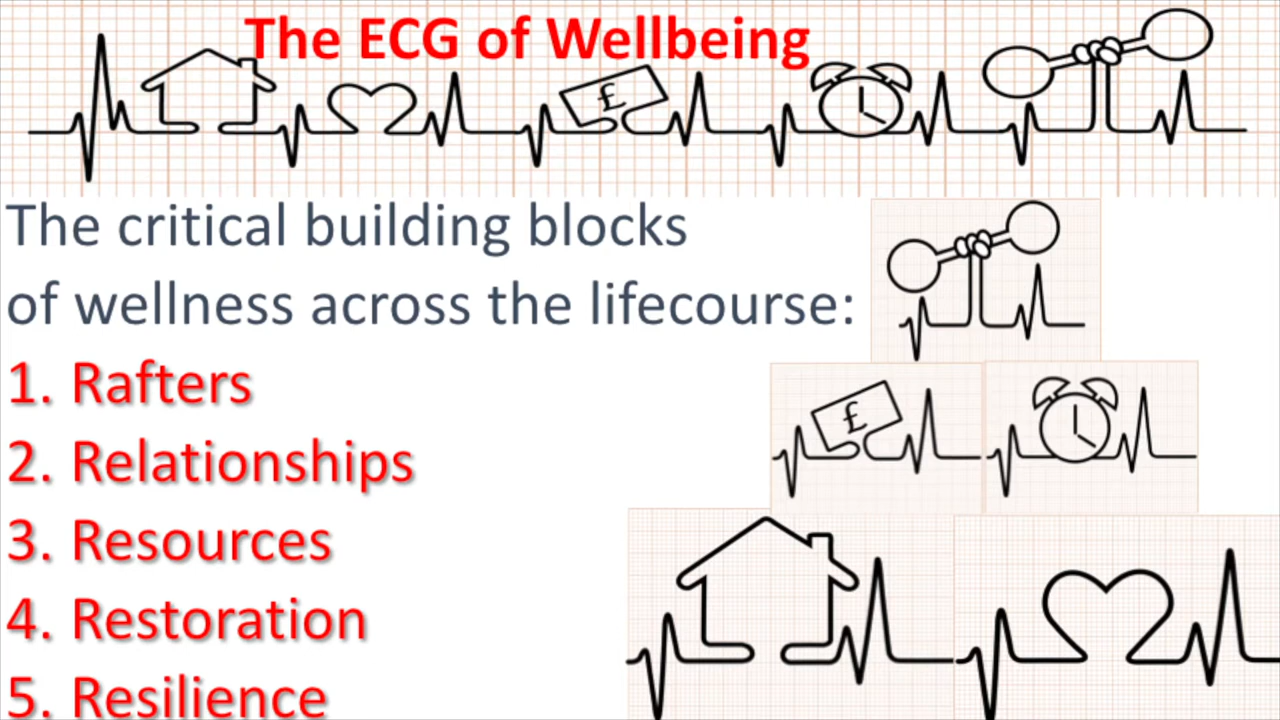 The ECG of Wellbeing
£
The critical building blocks
of wellness across the lifecourse:
1. Rafters
2. Relationships
£
3. Resources
4. Restoration
5. Resilience